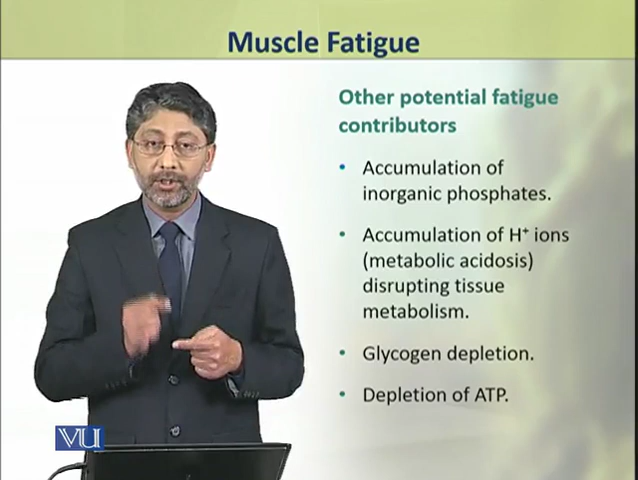 Muscle Fatigue
Other potential fatigue
contributors
• Accumulation of
inorganic phosphates.
• Accumulation of H⁺ ions
(metabolic acidosis)
disrupting tissue
metabolism.
• Glycogen depletion.
• Depletion of ATP.
VU